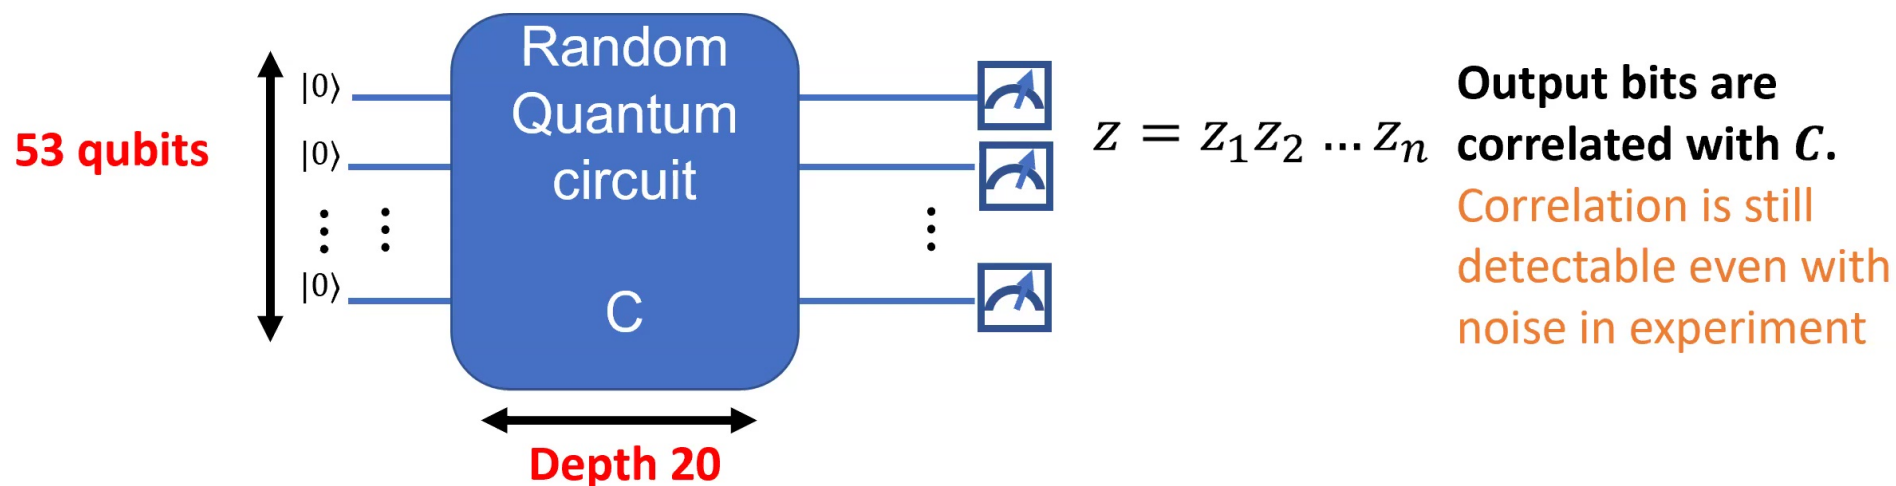 53 qubits
|0⟩
|0⟩
⋮ ⋮
|0⟩
Random
Quantum
circuit
C
⋮
Depth 20
z = z₁z₂ … zₙ
Output bits are
correlated with C.
Correlation is still
detectable even with
noise in experiment